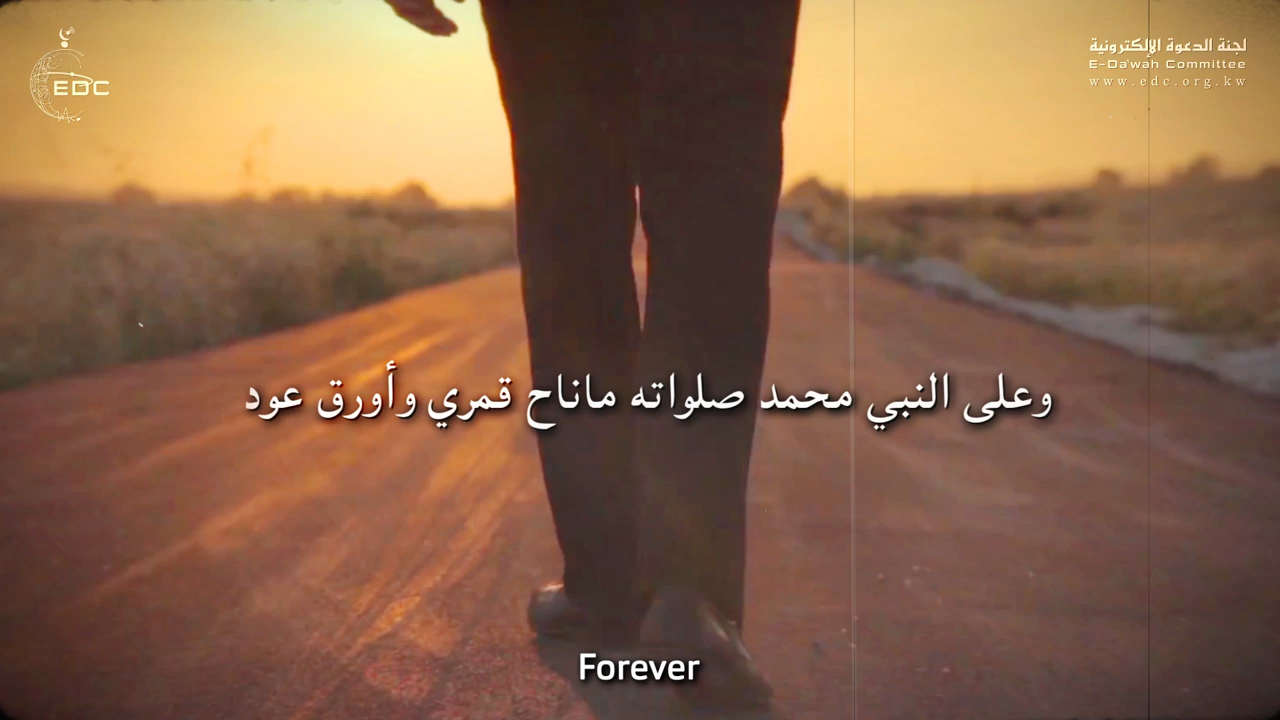 EDC
لجنة الدعوة الإلكترونية
E-Da'wah Committee
www.edc.org.kw
وعلى النبي محمد صلواته ماناح قمري وأورق عود
Forever